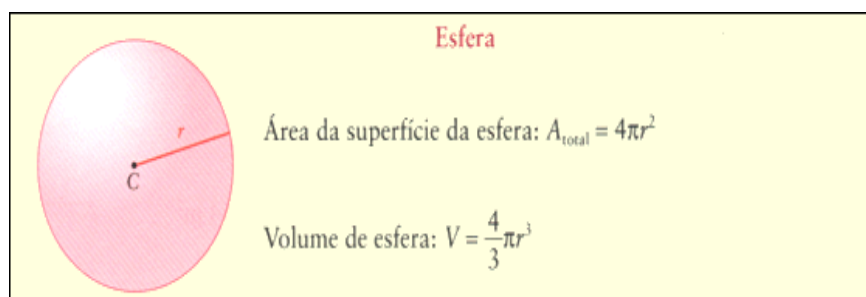 Esfera
r
Área da superfície da esfera: A_total = 4πr²
C
Volume de esfera: V = 4/3 πr³